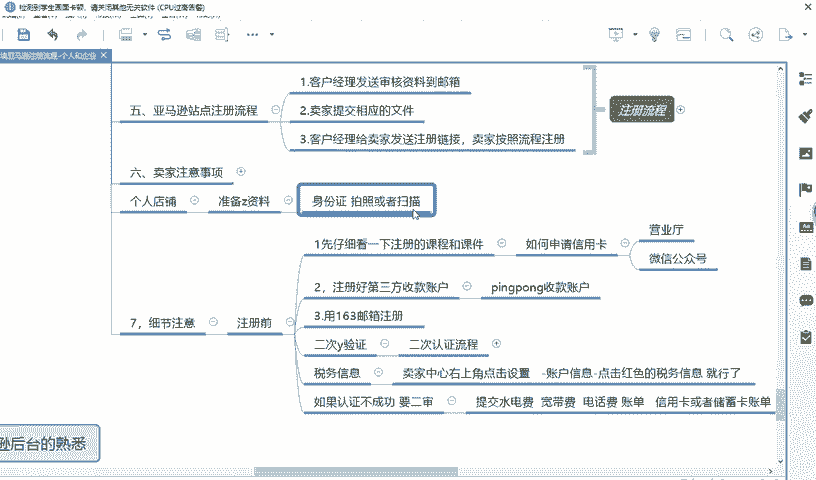 检测到学生画面卡顿，请关闭其他无关软件 (CPU过高告警)
亚马逊注册流程-个人和企业
五、亚马逊站点注册流程
1.客户经理发送审核资料到邮箱
2.卖家提交相应的文件
3.客户经理给卖家发送注册链接，卖家按照流程注册
注册流程
六、卖家注意事项
个人店铺
准备z资料
身份证 拍照或者扫描
7，细节注意
注册前
1先仔细看一下注册的课程和课件
如何申请信用卡
营业厅
微信公众号
2，注册好第三方收款账户
pingpong收款账户
3.用163邮箱注册
二次y验证
二次认证流程
税务信息
卖家中心右上角点击设置 -账户信息-点击红色的税务信息 就行了
如果认证不成功 要二审
提交水电费 宽带费 电话费 账单 信用卡或者储蓄卡账单
逊后台的熟悉